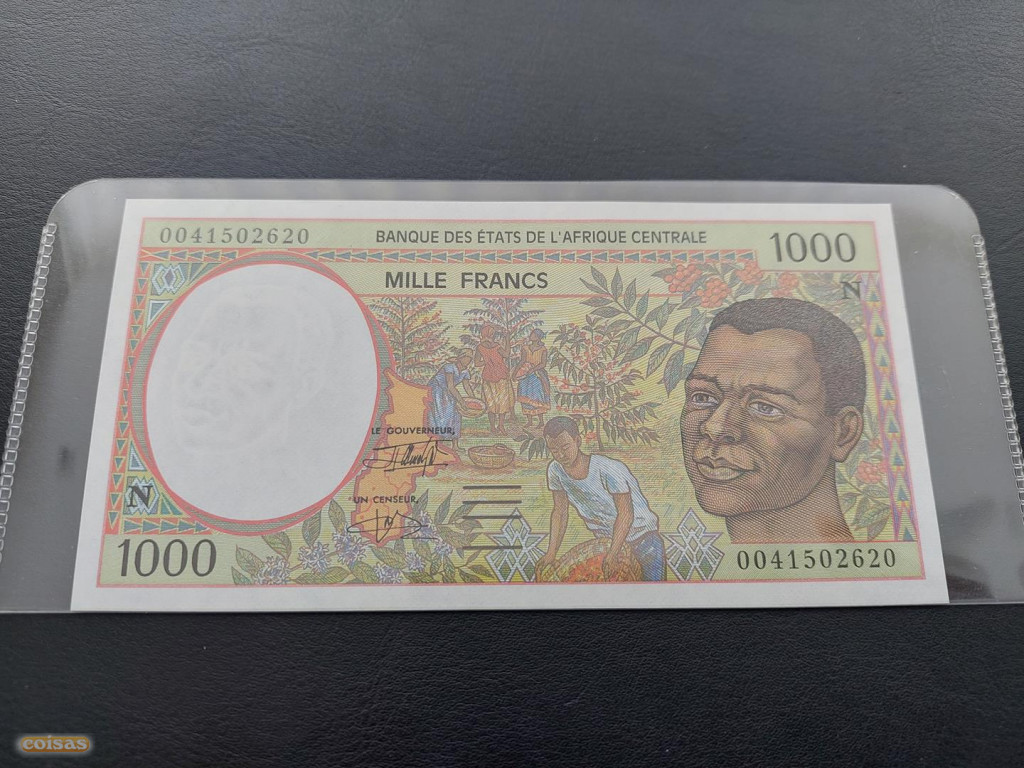 0041502620
BANQUE DES ÉTATS DE L'AFRIQUE CENTRALE
1000
MILLE FRANCS
N
LE GOUVERNEUR,
UN CENSEUR,
N
1000
0041502620
coisas